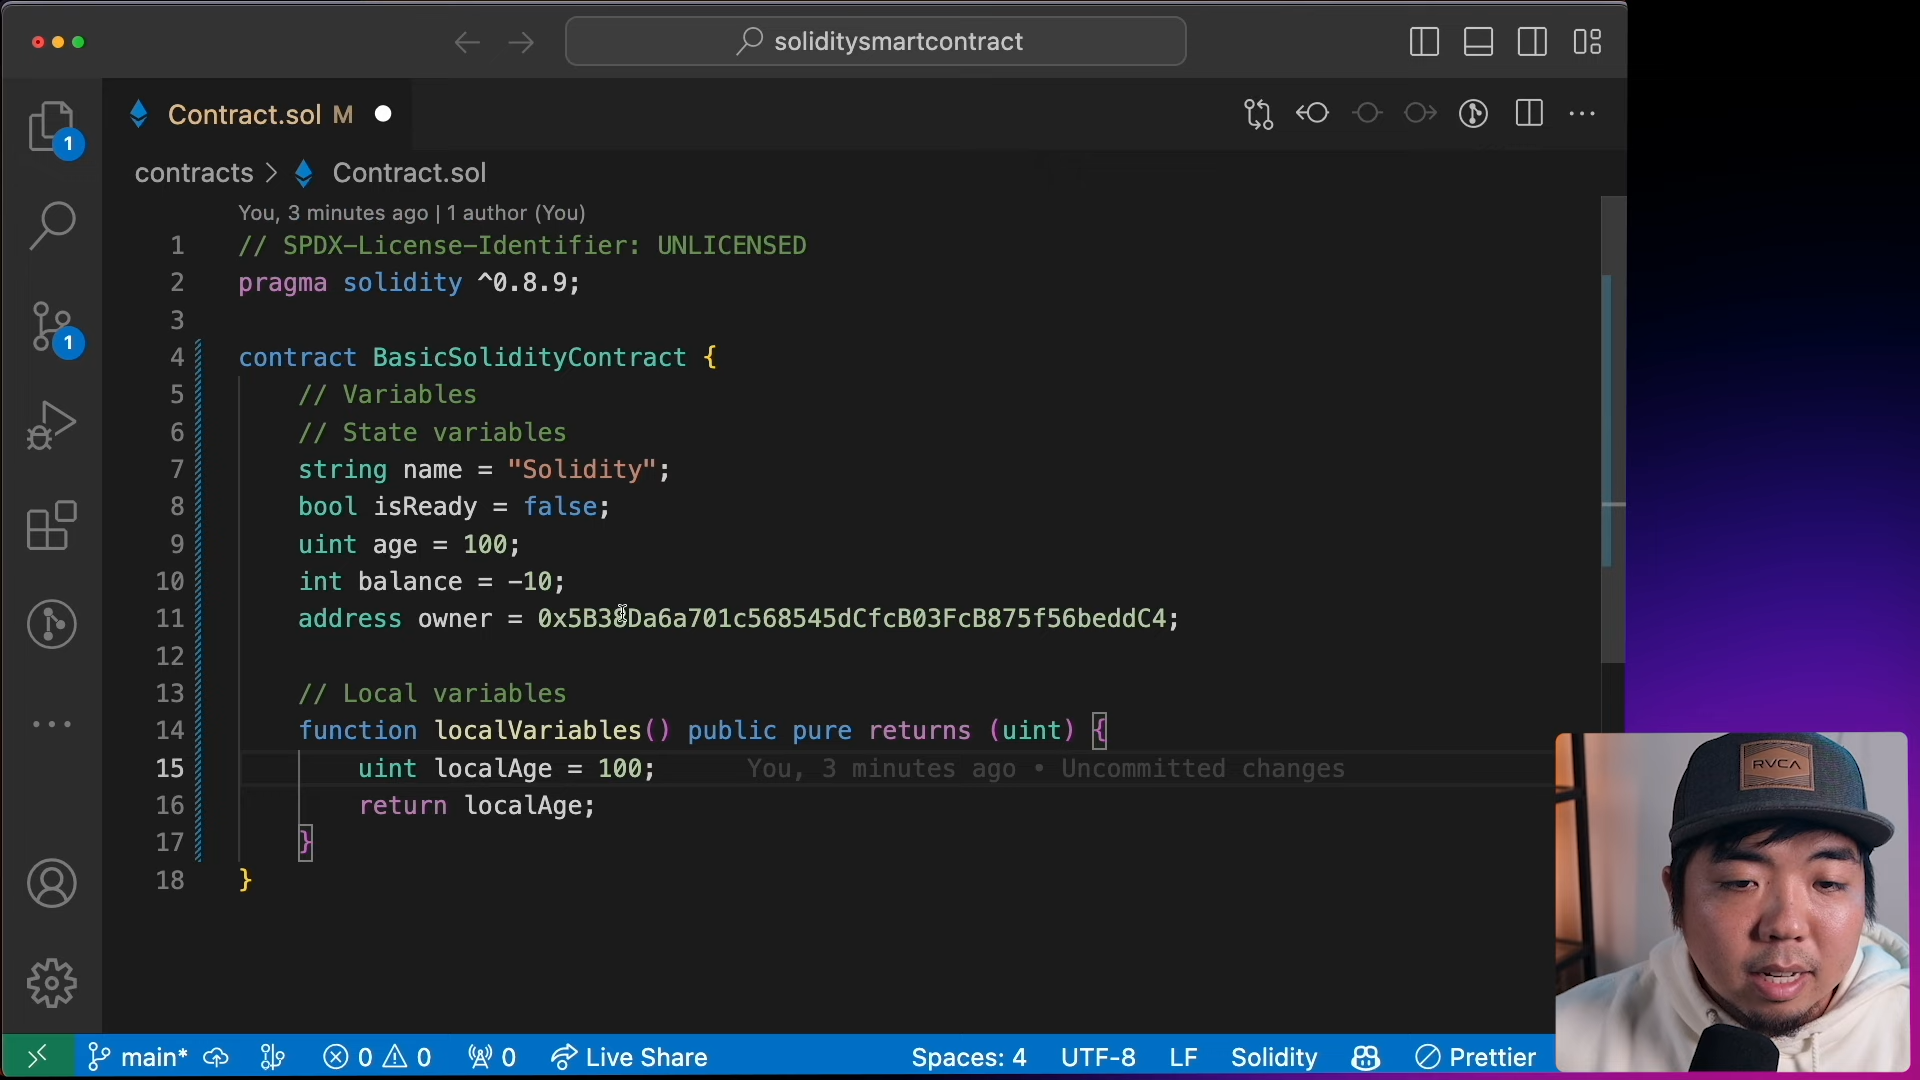 soliditysmartcontract
Contract.sol M
1
contracts > Contract.sol
You, 3 minutes ago | 1 author (You)
1 // SPDX-License-Identifier: UNLICENSED
2 pragma solidity ^0.8.9;
3
1
4 contract BasicSolidityContract {
5 // Variables
6 // State variables
7 string name = "Solidity";
8 bool isReady = false;
9 uint age = 100;
10 int balance = -10;
11 address owner = 0x5B38Da6a701c568545dCfcB03FcB875f56beddC4;
12
13 // Local variables
14 function localVariables() public pure returns (uint) {
15 uint localAge = 100; You, 3 minutes ago • Uncommitted changes
16 return localAge;
17 }
18 }
RVCA
main* 0 0 0 Live Share Spaces: 4 UTF-8 LF Solidity Prettier